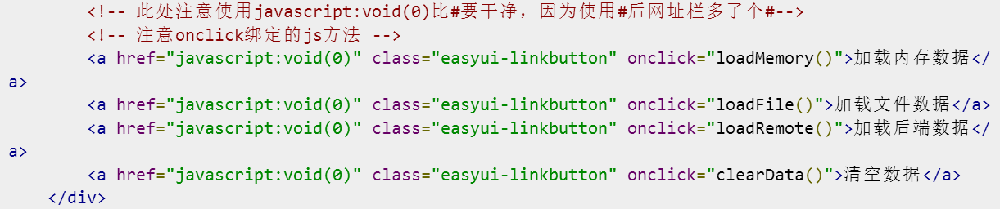 <!-- 此处注意使用javascript:void(0)比#要干净，因为使用#后网址栏多了个#-->
<!-- 注意onclick绑定的js方法 -->
<a href="javascript:void(0)" class="easyui-linkbutton" onclick="loadMemory()">加载内存数据</
a>
<a href="javascript:void(0)" class="easyui-linkbutton" onclick="loadFile()">加载文件数据</a>
<a href="javascript:void(0)" class="easyui-linkbutton" onclick="loadRemote()">加载后端数据</
a>
<a href="javascript:void(0)" class="easyui-linkbutton" onclick="clearData()">清空数据</a>
</div>